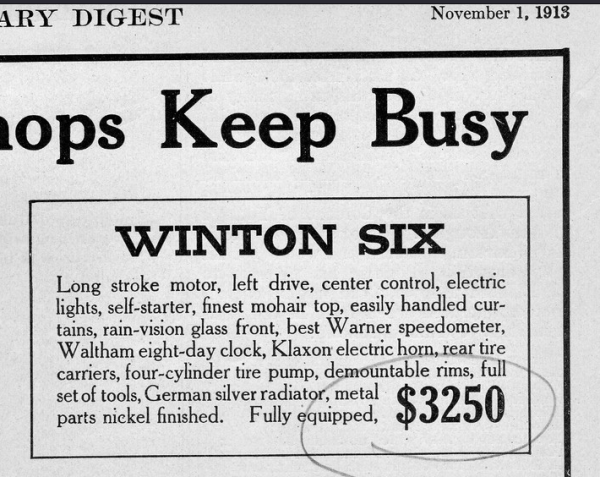 ARY DIGEST
November 1, 1913
hops Keep Busy
WINTON SIX
Long stroke motor, left drive, center control, electric
lights, self-starter, finest mohair top, easily handled cur-
tains, rain-vision glass front, best Warner speedometer,
Waltham eight-day clock, Klaxon electric horn, rear tire
carriers, four-cylinder tire pump, demountable rims, full
set of tools, German silver radiator, metal
parts nickel finished. Fully equipped, $3250